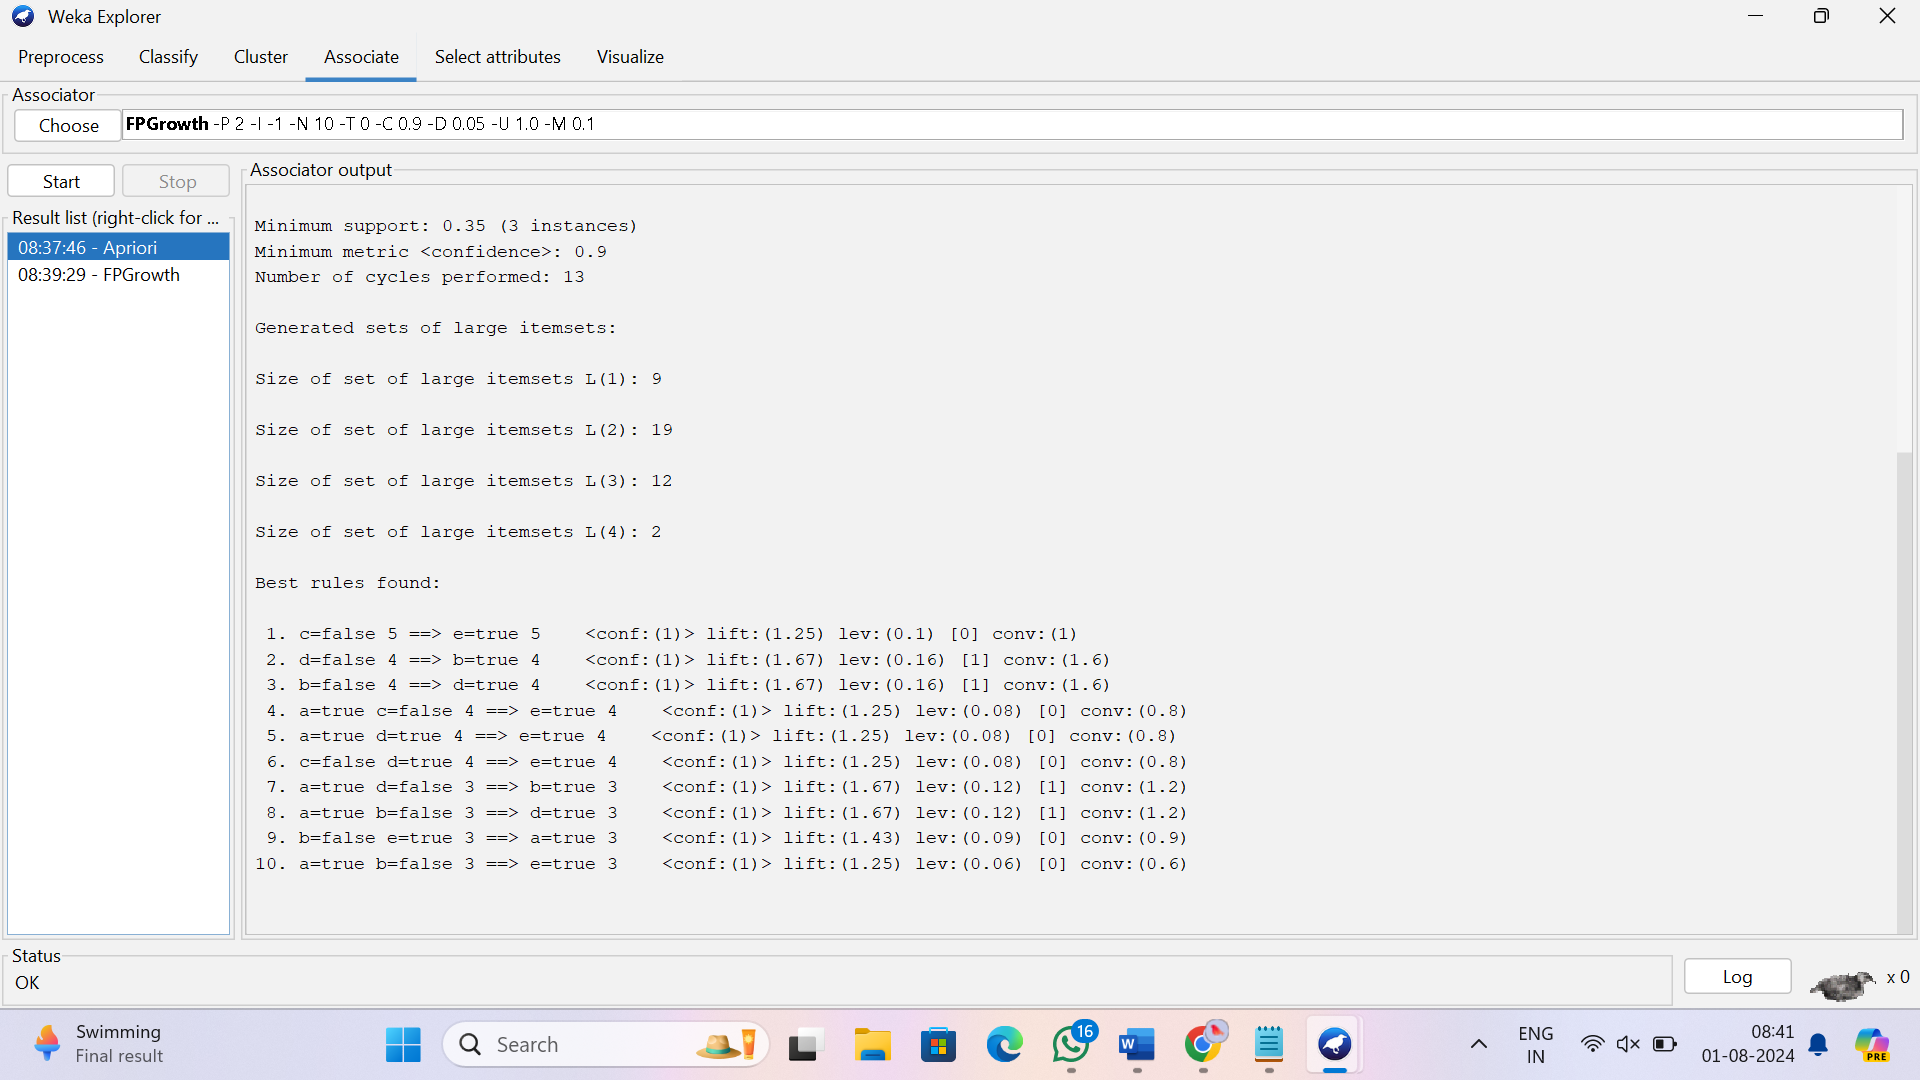 Weka Explorer
Preprocess Classify Cluster Associate Select attributes Visualize
Associator
Choose FPGrowth -P 2 -I -1 -N 10 -T 0 -C 0.9 -D 0.05 -U 1.0 -M 0.1
Start Stop
Associator output
Result list (right-click for ...
08:37:46 - Apriori
08:39:29 - FPGrowth
Minimum support: 0.35 (3 instances)
Minimum metric <confidence>: 0.9
Number of cycles performed: 13
Generated sets of large itemsets:
Size of set of large itemsets L(1): 9
Size of set of large itemsets L(2): 19
Size of set of large itemsets L(3): 12
Size of set of large itemsets L(4): 2
Best rules found:
1. c=false 5 ==> e=true 5 <conf:(1)> lift:(1.25) lev:(0.1) [0] conv:(1)
2. d=false 4 ==> b=true 4 <conf:(1)> lift:(1.67) lev:(0.16) [1] conv:(1.6)
3. b=false 4 ==> d=true 4 <conf:(1)> lift:(1.67) lev:(0.16) [1] conv:(1.6)
4. a=true c=false 4 ==> e=true 4 <conf:(1)> lift:(1.25) lev:(0.08) [0] conv:(0.8)
5. a=true d=true 4 ==> e=true 4 <conf:(1)> lift:(1.25) lev:(0.08) [0] conv:(0.8)
6. c=false d=true 4 ==> e=true 4 <conf:(1)> lift:(1.25) lev:(0.08) [0] conv:(0.8)
7. a=true d=false 3 ==> b=true 3 <conf:(1)> lift:(1.67) lev:(0.12) [1] conv:(1.2)
8. a=true b=false 3 ==> d=true 3 <conf:(1)> lift:(1.67) lev:(0.12) [1] conv:(1.2)
9. b=false e=true 3 ==> a=true 3 <conf:(1)> lift:(1.43) lev:(0.09) [0] conv:(0.9)
10. a=true b=false 3 ==> e=true 3 <conf:(1)> lift:(1.25) lev:(0.06) [0] conv:(0.6)
Status
OK
Log
x 0
Swimming
Final result
Search
16
W
ENG
IN
08:41
01-08-2024
PRE